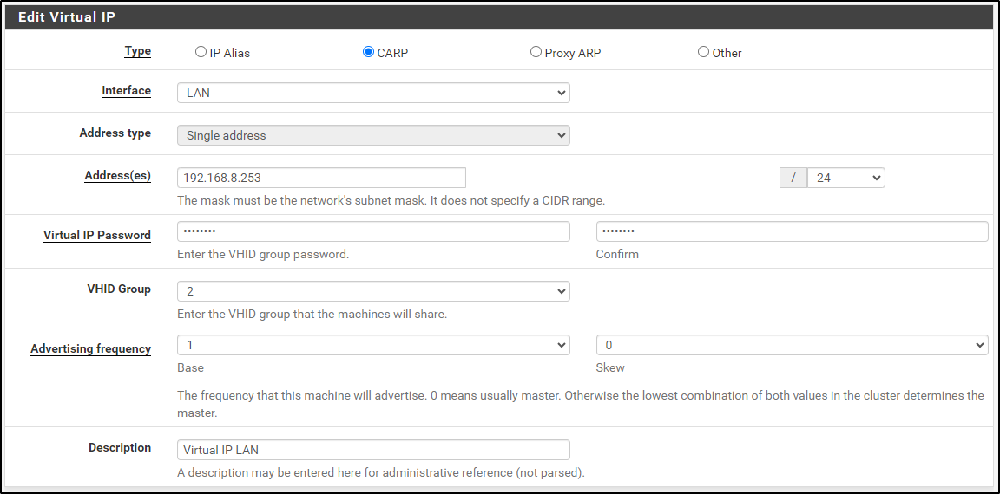 Edit Virtual IP
Type IP Alias CARP Proxy ARP Other
Interface LAN
Address type Single address
Address(es) 192.168.8.253 / 24
The mask must be the network's subnet mask. It does not specify a CIDR range.
Virtual IP Password •••••••• ••••••••
Enter the VHID group password. Confirm
VHID Group 2
Enter the VHID group that the machines will share.
Advertising frequency 1 0
Base Skew
The frequency that this machine will advertise. 0 means usually master. Otherwise the lowest combination of both values in the cluster determines the
master.
Description Virtual IP LAN
A description may be entered here for administrative reference (not parsed).